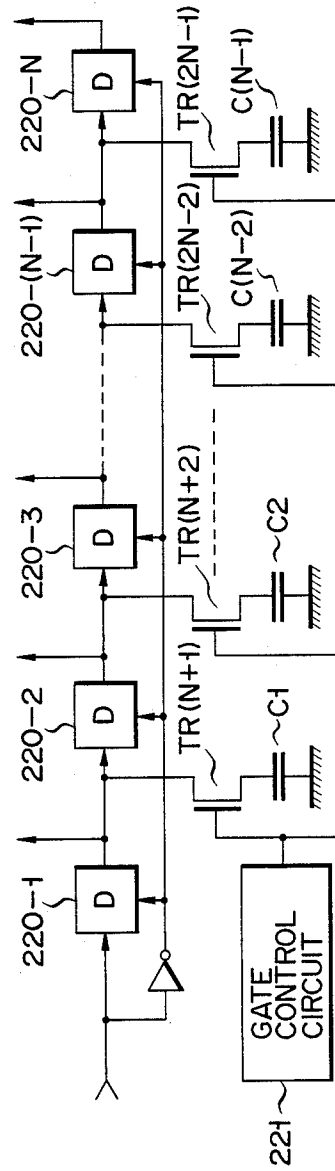 220-1
220-2
220-3
220-(N-1)
220-N
D
D
D
D
D
TR(N+1)
TR(N+2)
TR(2N-2)
TR(2N-1)
C1
C2
C(N-2)
C(N-1)
GATE
CONTROL
CIRCUIT
221